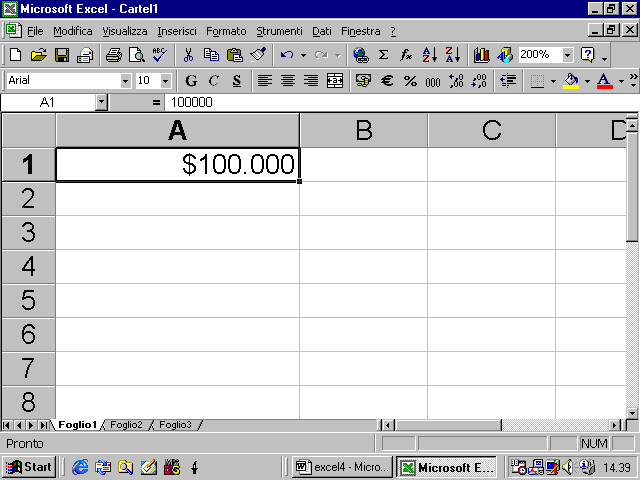 Microsoft Excel - Cartel1
File Modifica Visualizza Inserisci Formato Strumenti Dati Finestra ?
200%
Arial 10 G C S € % 000
A1 = 100000
A B C D
1 $100.000
2
3
4
5
6
7
8
Foglio1 Foglio2 Foglio3
Pronto NUM
Start excel4 - Micro... Microsoft E... 14.39